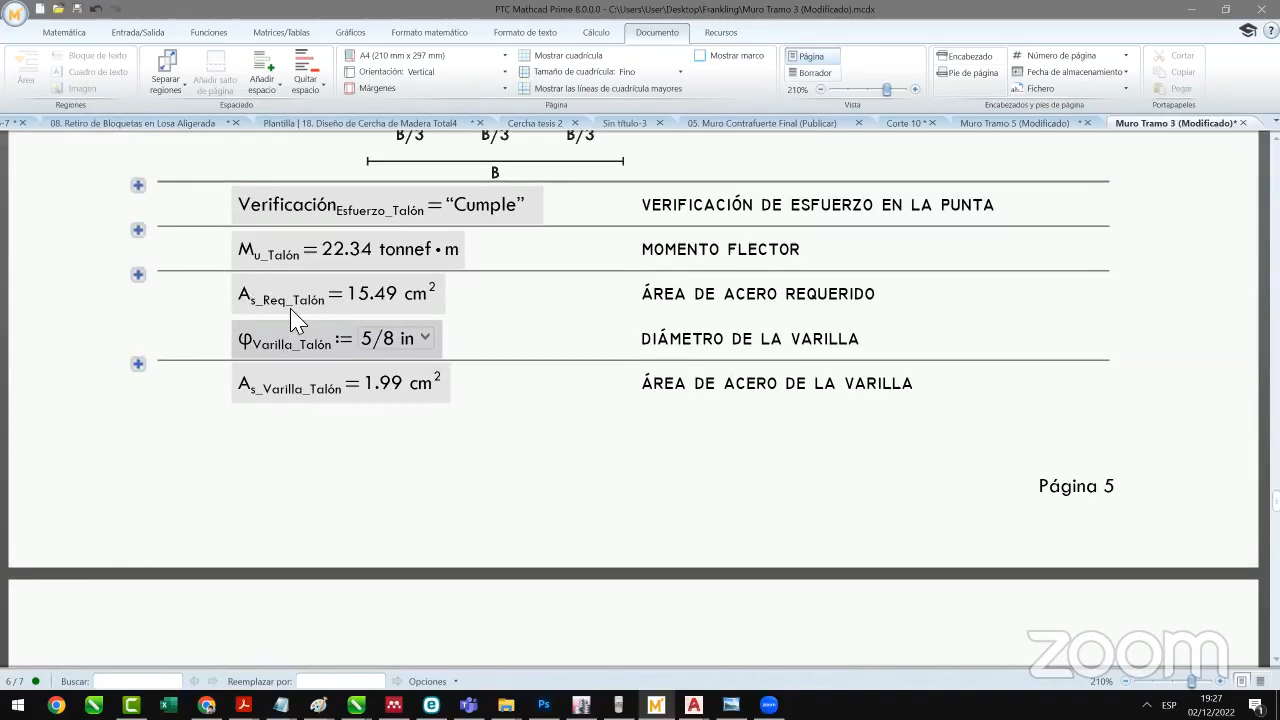 PTC Mathcad Prime 8.0.0.0 - C:\Users\User\Desktop\Frankling\Muro Tramo 3 (Modificado).mcdx
Matemática Entrada/Salida Funciones Matrices/Tablas Gráficos Formato matemático Formato de texto Cálculo Documento Recursos
Área
Bloque de texto
Cuadro de texto
Imagen
Regiones
Separar regiones
Añadir salto de página
Añadir espacio
Quitar espacio
Espaciado
A4 (210 mm x 297 mm)
Orientación: Vertical
Márgenes
Mostrar cuadrícula
Tamaño de cuadrícula: Fino
Mostrar las líneas de cuadrícula mayores
Mostrar marco
Página
Página
Borrador
210%
Vista
Encabezado
Pie de página
Número de página
Fecha de almacenamiento
Fichero
Encabezados y pies de página
Cortar
Copiar
Pegar
Portapapeles
-7 * 08. Retiro de Bloquetas en Losa Aligerada * Plantilla | 18. Diseño de Cercha de Madera Total4 * Cercha tesis 2 Sin título-3 05. Muro Contrafuerte Final (Publicar) Corte 10 * Muro Tramo 5 (Modificado) * Muro Tramo 3 (Modificado)*
B/3 B/3 B/3
B
Verificación Esfuerzo_Talón = “Cumple” VERIFICACIÓN DE ESFUERZO EN LA PUNTA
Mu_Talón = 22.34 tonnef • m MOMENTO FLECTOR
As_Req_Talón = 15.49 cm2 ÁREA DE ACERO REQUERIDO
φVarilla_Talón := 5/8 in DIÁMETRO DE LA VARILLA
As_Varilla_Talón = 1.99 cm2 ÁREA DE ACERO DE LA VARILLA
Página 5
zoom
6/7 Buscar: Reemplazar por: Opciones 210%
ESP 19:27
02/12/2022